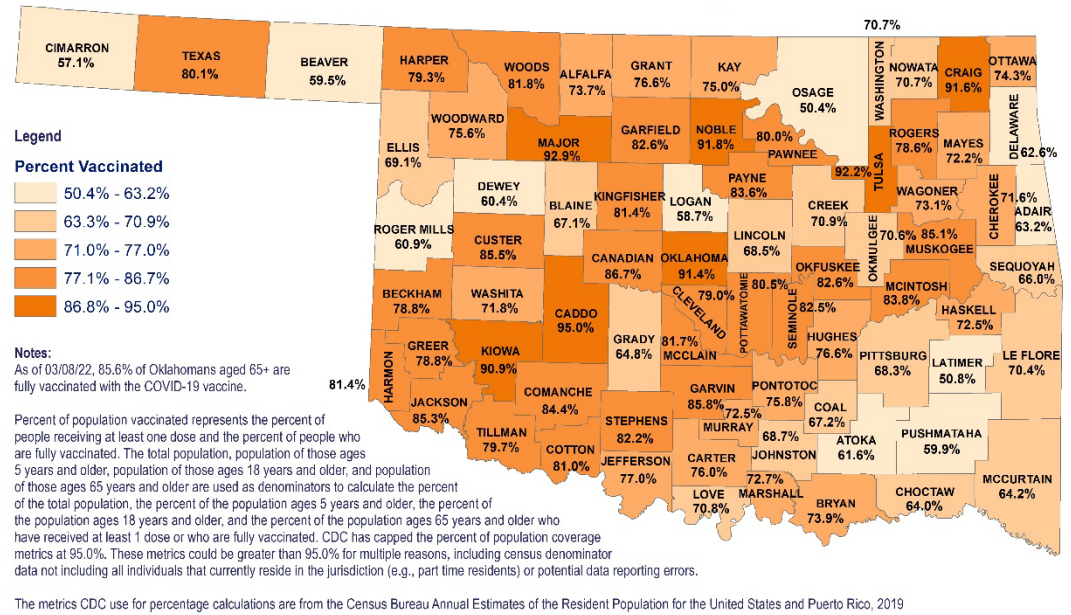 70.7%
CIMARRON
57.1%
TEXAS
80.1%
BEAVER
59.5%
HARPER
79.3%
WOODS
81.8%
ALFALFA
73.7%
GRANT
76.6%
KAY
75.0%
OSAGE
50.4%
WASHINGTON
NOWATA
70.7%
CRAIG
91.6%
OTTAWA
74.3%
WOODWARD
75.6%
ELLIS
69.1%
MAJOR
92.9%
GARFIELD
82.6%
NOBLE
91.8%
80.0%
PAWNEE
92.2%
TULSA
ROGERS
78.6%
MAYES
72.2%
DELAWARE
62.6%
DEWEY
60.4%
BLAINE
67.1%
KINGFISHER
81.4%
LOGAN
58.7%
PAYNE
83.6%
CREEK
70.9%
WAGONER
73.1%
CHEROKEE
71.6%
ADAIR
63.2%
ROGER MILLS
60.9%
CUSTER
85.5%
CANADIAN
86.7%
OKLAHOMA
91.4%
LINCOLN
68.5%
OKMULGEE
70.6%
85.1%
MUSKOGEE
SEQUOYAH
66.0%
BECKHAM
78.8%
WASHITA
71.8%
CADDO
95.0%
GRADY
64.8%
79.0%
CLEVELAND
POTTAWATOMIE
80.5%
SEMINOLE
82.5%
OKFUSKEE
82.6%
MCINTOSH
83.8%
HASKELL
72.5%
81.4%
HARMON
GREER
78.8%
KIOWA
90.9%
81.7%
MCCLAIN
HUGHES
76.6%
PITTSBURG
68.3%
LATIMER
50.8%
LE FLORE
70.4%
JACKSON
85.3%
COMANCHE
84.4%
GARVIN
85.8%
PONTOTOC
75.8%
COAL
67.2%
TILLMAN
79.7%
COTTON
81.0%
STEPHENS
82.2%
72.5%
MURRAY
68.7%
JOHNSTON
ATOKA
61.6%
PUSHMATAHA
59.9%
JEFFERSON
77.0%
CARTER
76.0%
LOVE
70.8%
72.7%
MARSHALL
BRYAN
73.9%
CHOCTAW
64.0%
MCCURTAIN
64.2%
Legend
Percent Vaccinated
50.4% - 63.2%
63.3% - 70.9%
71.0% - 77.0%
77.1% - 86.7%
86.8% - 95.0%
Notes:
As of 03/08/22, 85.6% of Oklahomans aged 65+ are
fully vaccinated with the COVID-19 vaccine.
Percent of population vaccinated represents the percent of
people receiving at least one dose and the percent of people who
are fully vaccinated. The total population, population of those ages
5 years and older, population of those ages 18 years and older, and population
of those ages 65 years and older are used as denominators to calculate the percent
of the total population, the percent of the population ages 5 years and older, the percent of
the population ages 18 years and older, and the percent of the population ages 65 years and older who
have received at least 1 dose or who are fully vaccinated. CDC has capped the percent of population coverage
metrics at 95.0%. These metrics could be greater than 95.0% for multiple reasons, including census denominator
data not including all individuals that currently reside in the jurisdiction (e.g., part time residents) or potential data reporting errors.
The metrics CDC use for percentage calculations are from the Census Bureau Annual Estimates of the Resident Population for the United States and Puerto Rico, 2019